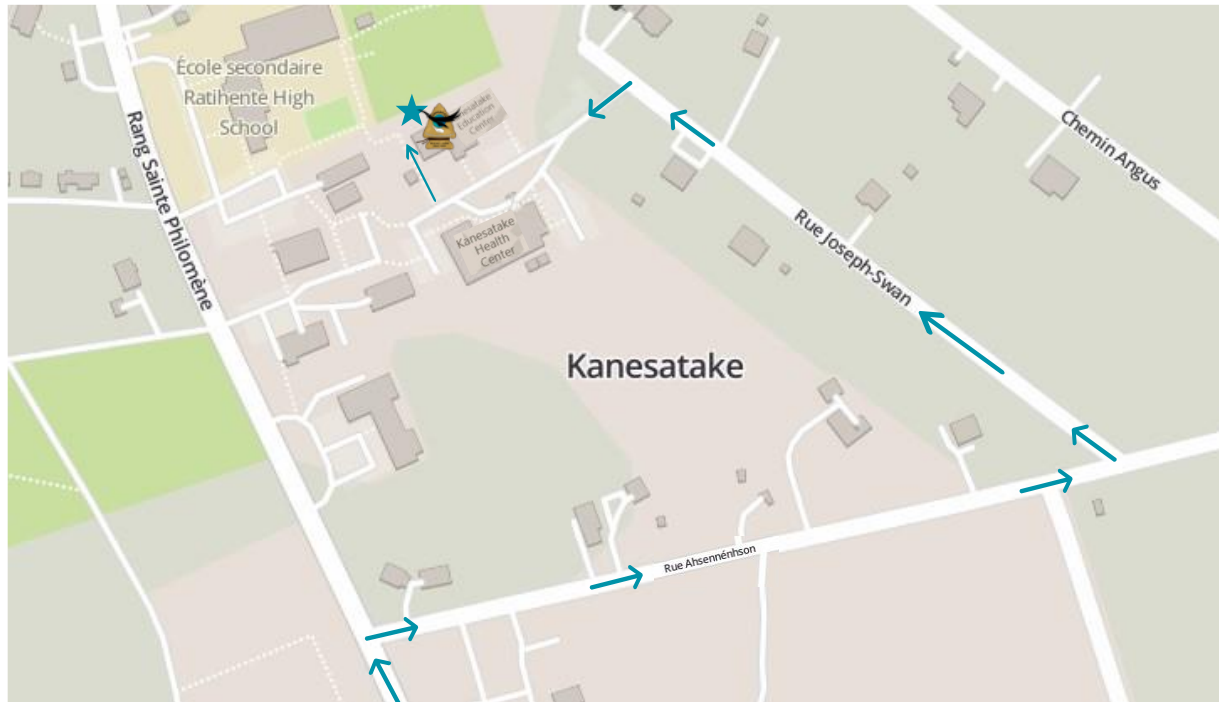 École secondaire
Ratihente High
School
Kanesatake
Education
Center
Rang Sainte Philomène
Kanesatake
Health
Center
Chemin Angus
Rue Joseph-Swan
Kanesatake
Rue Ahsennénhson